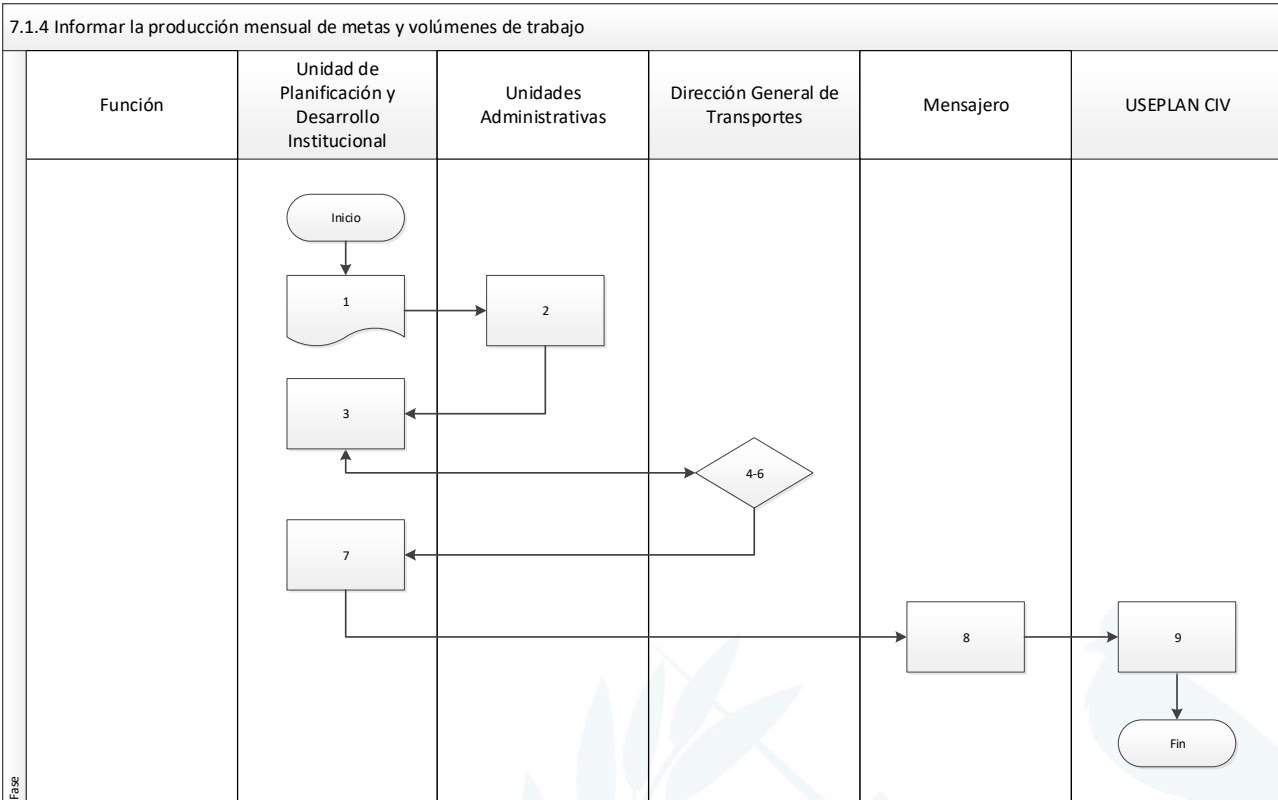 7.1.4 Informar la producción mensual de metas y volúmenes de trabajo
Función
Unidad de
Planificación y
Desarrollo
Institucional
Unidades
Administrativas
Dirección General de
Transportes
Mensajero
USEPLAN CIV
Inicio
1
2
3
4-6
7
8
9
Fin
Fase